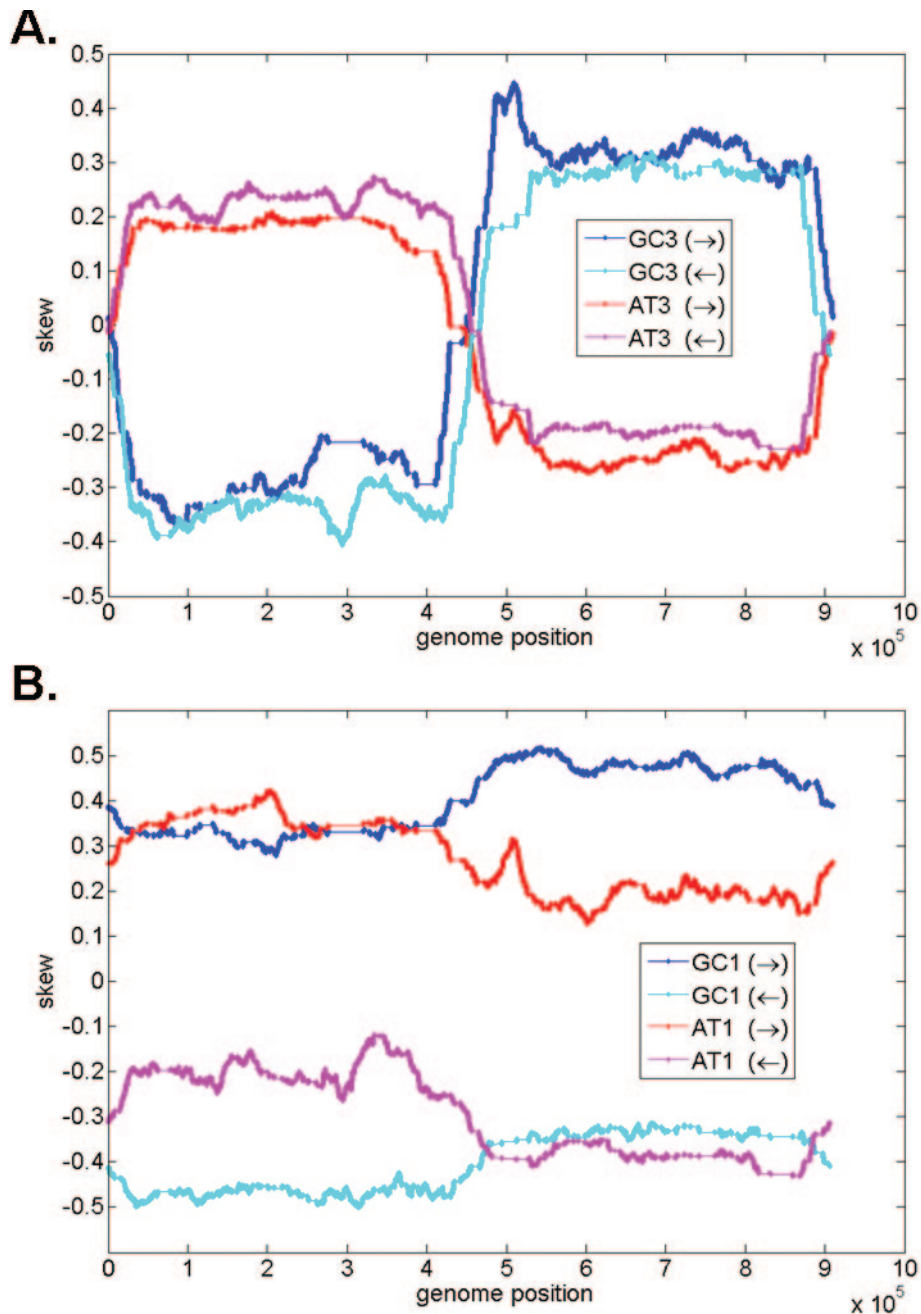 A.
0.5
0.4
0.3
0.2
0.1
0
-0.1
-0.2
-0.3
-0.4
-0.5
skew
GC3 (→)
GC3 (←)
AT3 (→)
AT3 (←)
0 1 2 3 4 5 6 7 8 9 10
genome position
x 10⁵
B.
0.5
0.4
0.3
0.2
0.1
0
-0.1
-0.2
-0.3
-0.4
-0.5
skew
GC1 (→)
GC1 (←)
AT1 (→)
AT1 (←)
0 1 2 3 4 5 6 7 8 9 10
genome position
x 10⁵